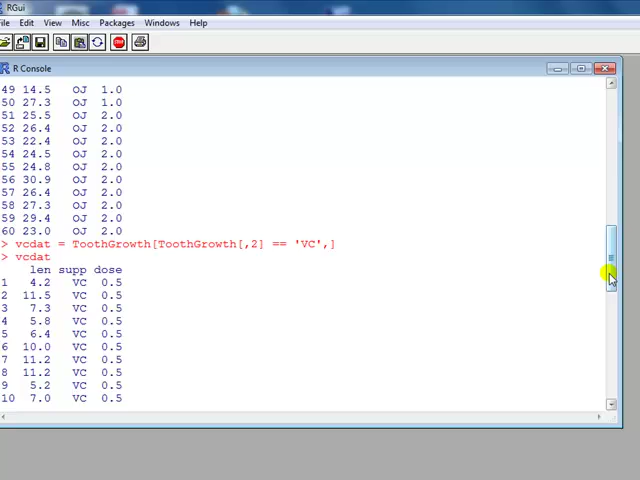 RGui
File Edit View Misc Packages Windows Help
STOP
R Console
49 14.5 OJ 1.0
50 27.3 OJ 1.0
51 25.5 OJ 2.0
52 26.4 OJ 2.0
53 22.4 OJ 2.0
54 24.5 OJ 2.0
55 24.8 OJ 2.0
56 30.9 OJ 2.0
57 26.4 OJ 2.0
58 27.3 OJ 2.0
59 29.4 OJ 2.0
60 23.0 OJ 2.0
> vcdat = ToothGrowth[ToothGrowth[,2] == 'VC',]
> vcdat
len supp dose
1 4.2 VC 0.5
2 11.5 VC 0.5
3 7.3 VC 0.5
4 5.8 VC 0.5
5 6.4 VC 0.5
6 10.0 VC 0.5
7 11.2 VC 0.5
8 11.2 VC 0.5
9 5.2 VC 0.5
10 7.0 VC 0.5